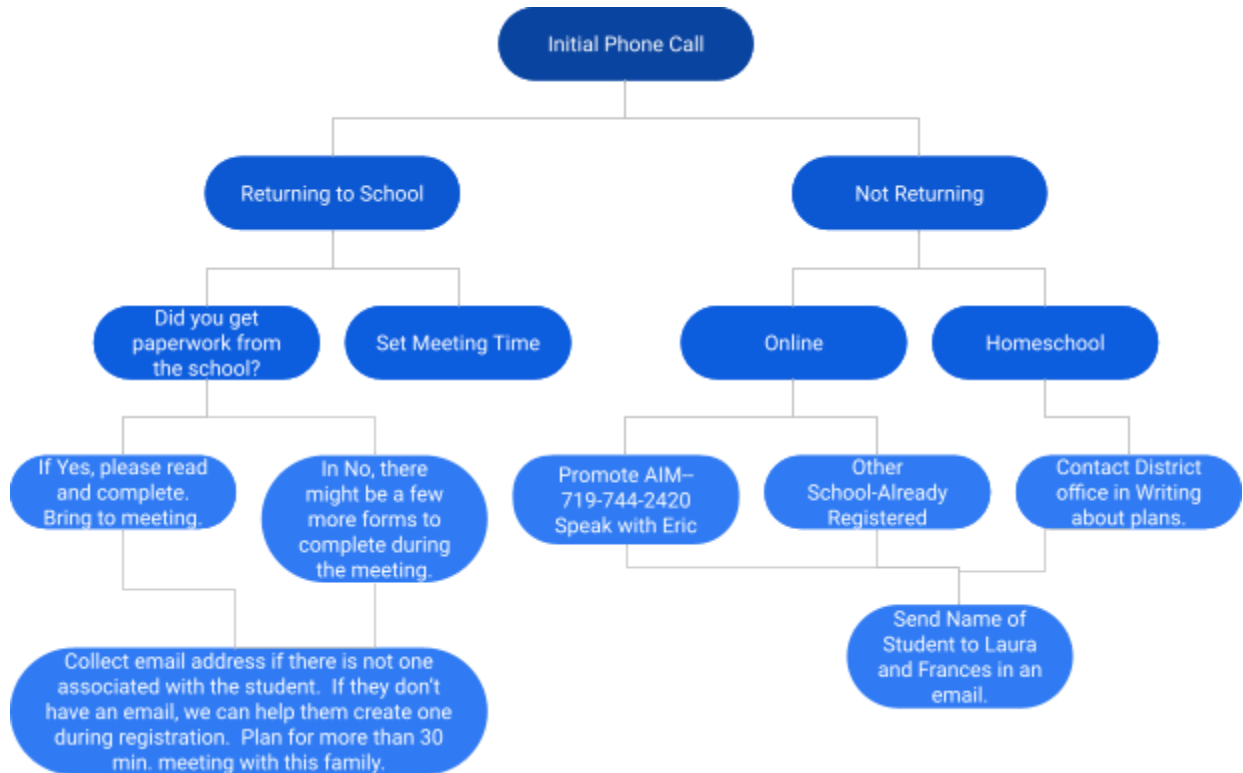 Initial Phone Call
Returning to School
Not Returning
Did you get
paperwork from
the school?
Set Meeting Time
Online
Homeschool
If Yes, please read
and complete.
Bring to meeting.
In No, there
might be a few
more forms to
complete during
the meeting.
Promote AIM--
719-744-2420
Speak with Eric
Other
School-Already
Registered
Contact District
office in Writing
about plans.
Send Name of
Student to Laura
and Frances in an
email.
Collect email address if there is not one
associated with the student.  If they don't
have an email, we can help them create one
during registration.  Plan for more than 30
min. meeting with this family.